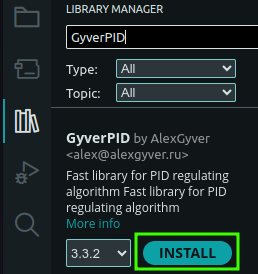 LIBRARY MANAGER
GyverPID
Type: All
Topic: All
GyverPID by AlexGyver
<alex@alexgyver.ru>
Fast library for PID regulating
algorithm Fast library for PID
regulating algorithm
More info
3.3.2 INSTALL